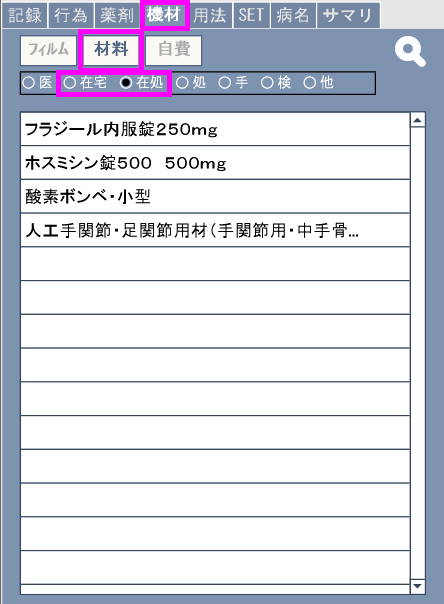 記録 行為 薬剤 機材 用法 SET 病名 サマリ
フィルム 材料 自費
医 在宅 在処 処 手 検 他
フラジール内服錠250mg
ホスミシン錠500 500mg
酸素ボンベ・小型
人工手関節・足関節用材(手関節用・中手骨...